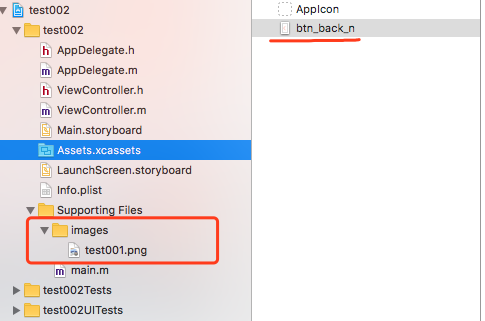 test002
test002
AppDelegate.h
AppDelegate.m
ViewController.h
ViewController.m
Main.storyboard
Assets.xcassets
LaunchScreen.storyboard
Info.plist
Supporting Files
images
test001.png
main.m
test002Tests
test002UITests
AppIcon
btn_back_n